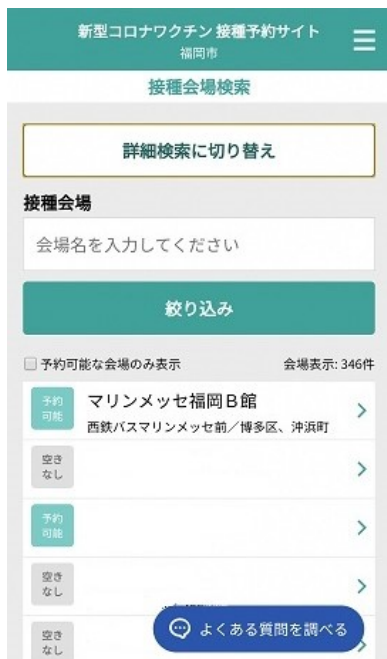 新型コロナワクチン 接種予約サイト
福岡市
接種会場検索
詳細検索に切り替え
接種会場
会場名を入力してください
絞り込み
予約可能な会場のみ表示 会場表示: 346件
予約
可能
マリンメッセ福岡B館
西鉄バスマリンメッセ前/博多区、沖浜町
空き
なし
予約
可能
空き
なし
空き
なし
よくある質問を調べる